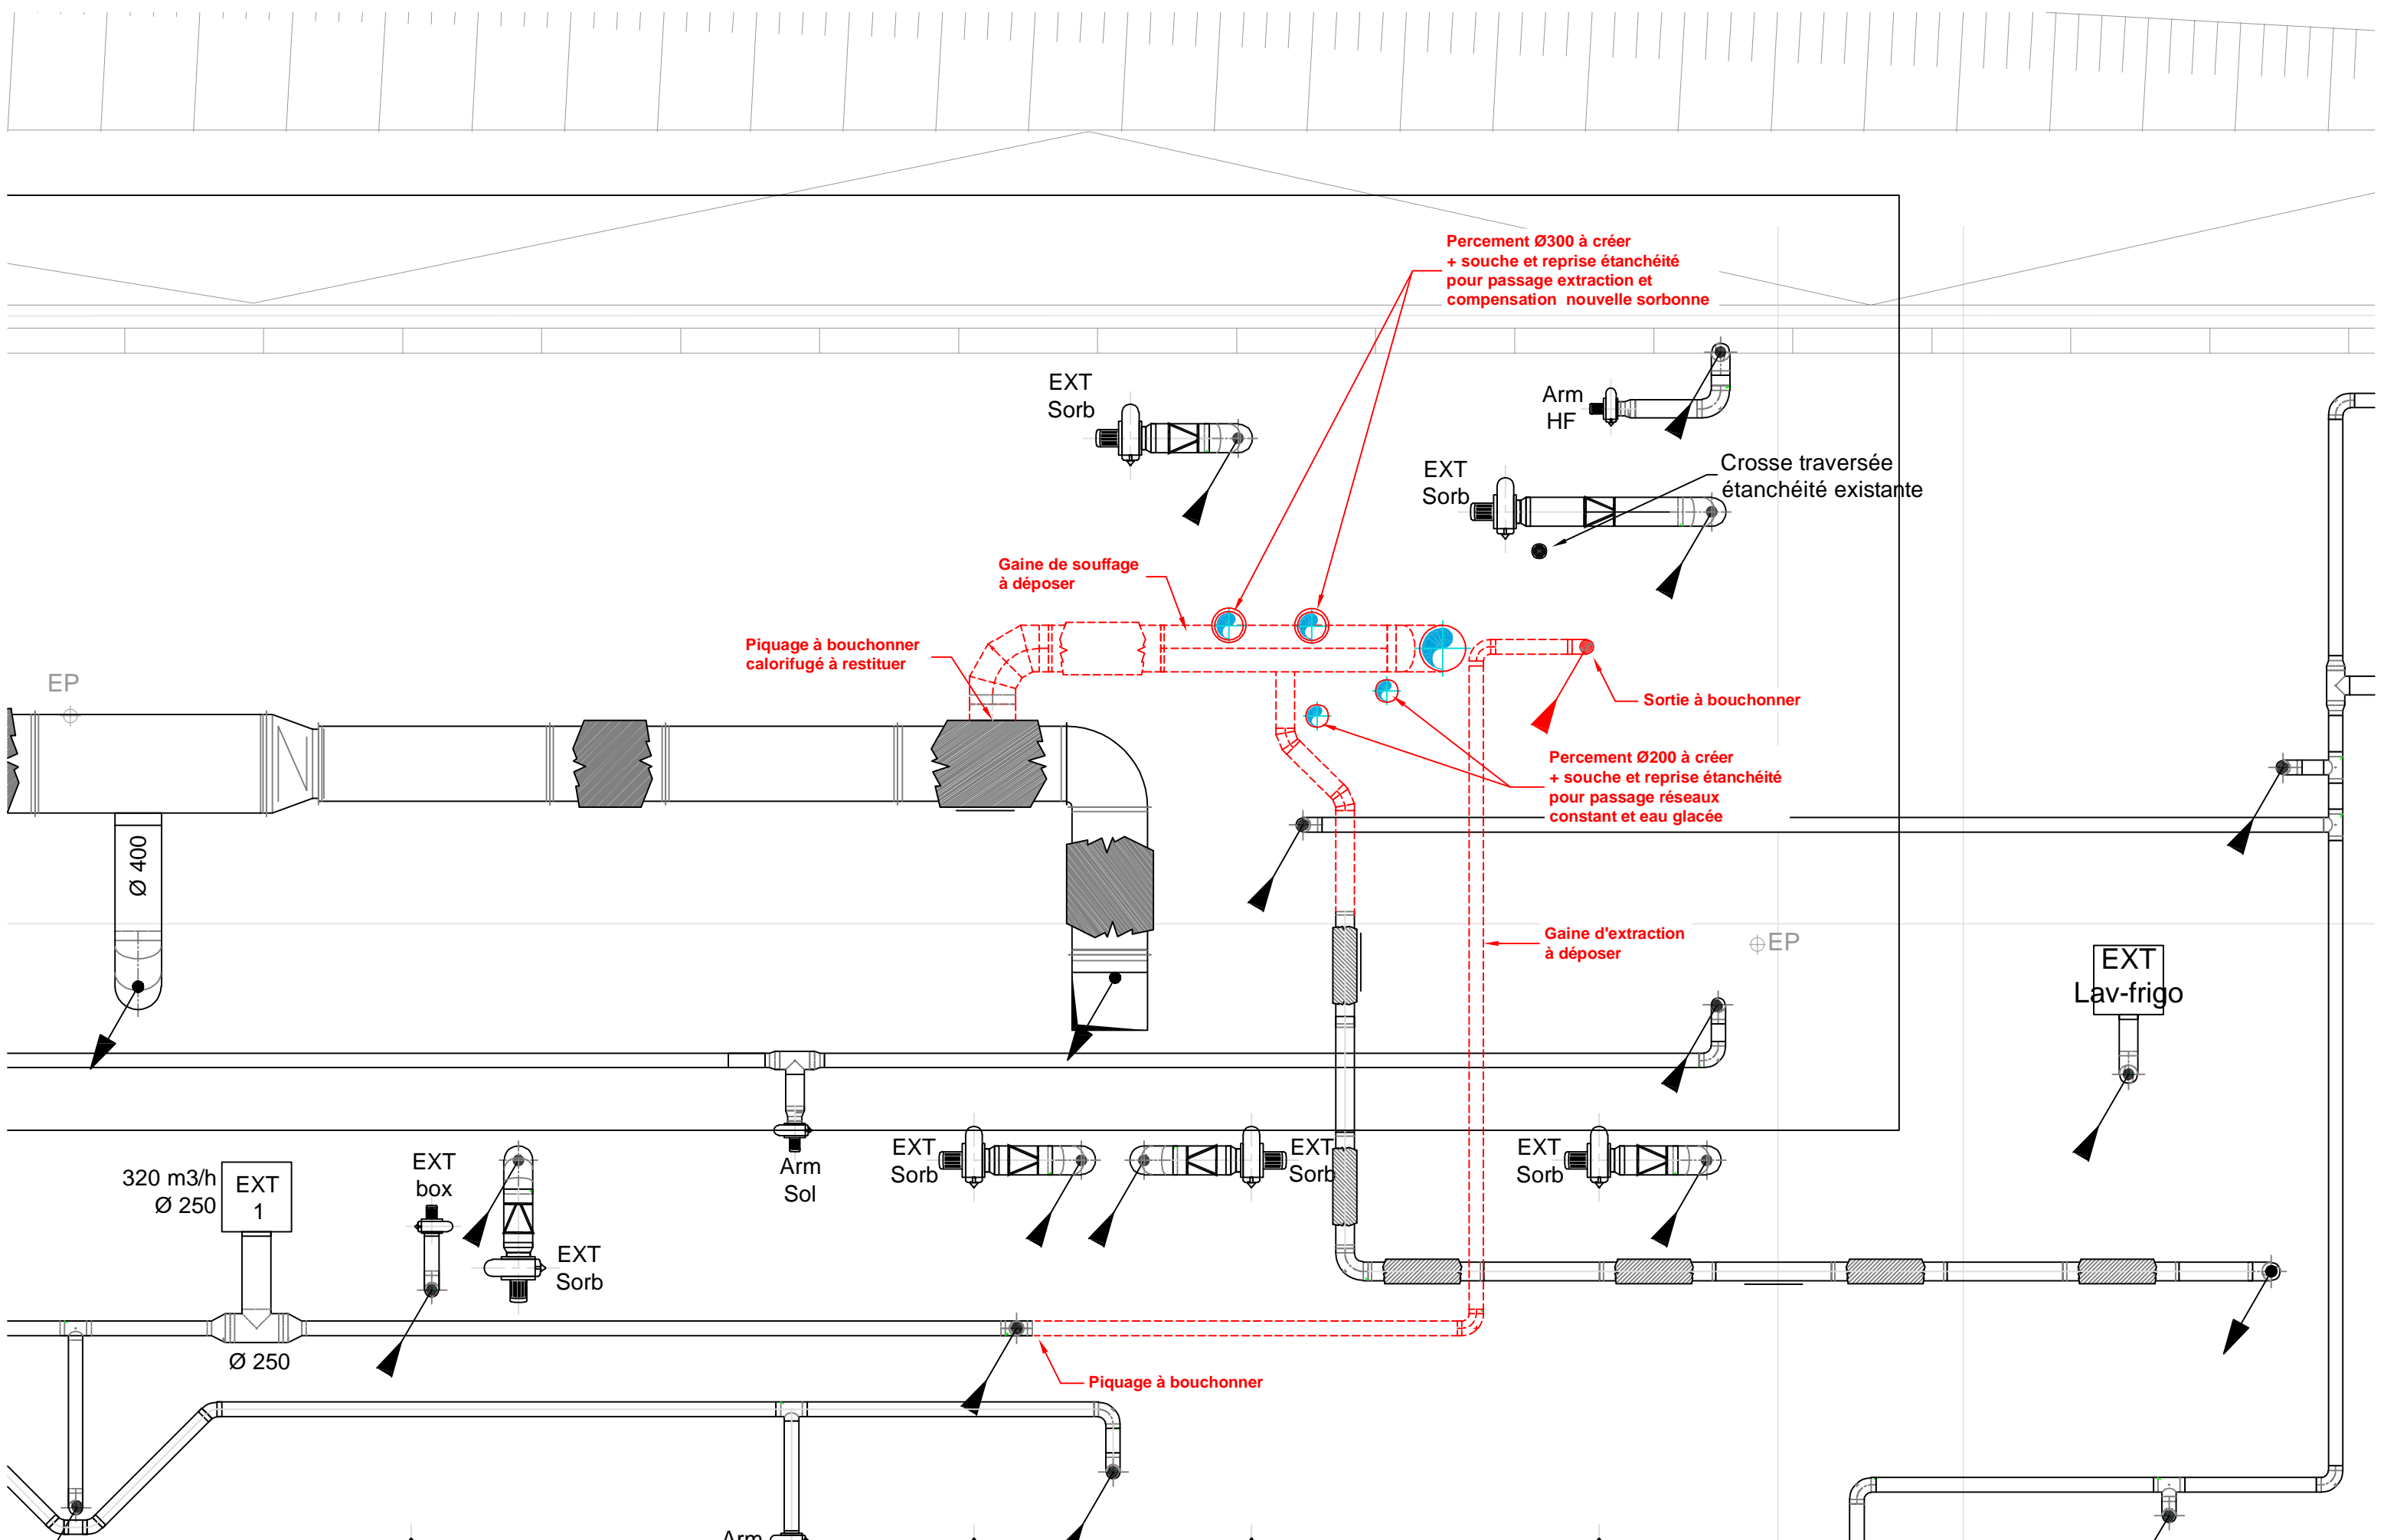 Percement Ø300 à créer
+ souche et reprise étanchéité
pour passage extraction et
compensation nouvelle sorbonne
EXT
Sorb
Arm
HF
EXT
Sorb
Crosse traversée
étanchéité existante
Gaine de souffage
à déposer
Piquage à bouchonner
calorifugé à restituer
EP
Sortie à bouchonner
Percement Ø200 à créer
+ souche et reprise étanchéité
pour passage réseaux
constant et eau glacée
Ø 400
Gaine d'extraction
à déposer
EP
EXT
Lav-frigo
320 m3/h
Ø 250
EXT
1
EXT
box
EXT
Sorb
Arm
Sol
EXT
Sorb
EXT
Sorb
EXT
Sorb
Ø 250
Piquage à bouchonner
Arm